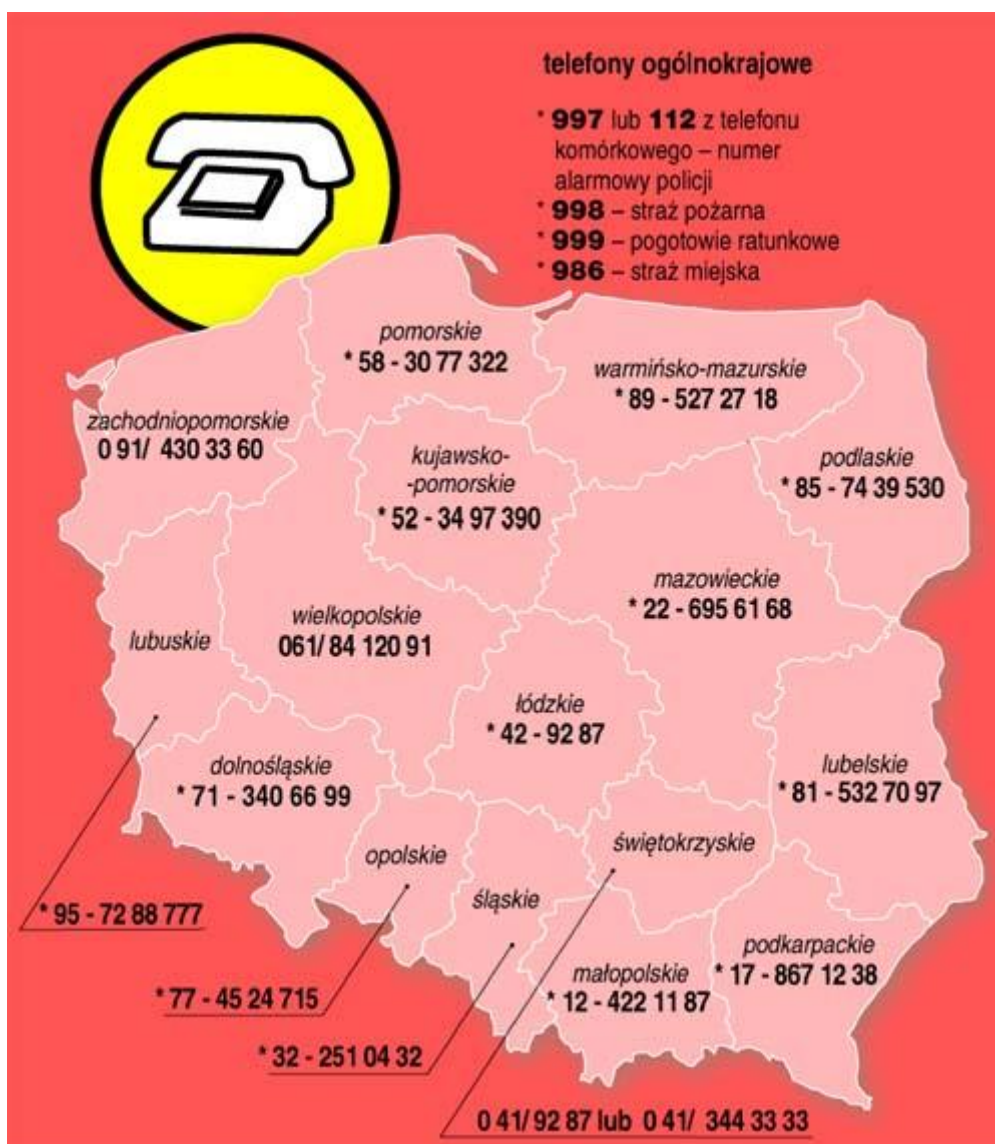 telefony ogólnokrajowe
* 997 lub 112 z telefonu
komórkowego – numer
alarmowy policji
* 998 – straż pożarna
* 999 – pogotowie ratunkowe
* 986 – straż miejska
pomorskie
* 58 - 30 77 322
warmińsko-mazurskie
* 89 - 527 27 18
zachodniopomorskie
0 91/ 430 33 60
kujawsko-
-pomorskie
* 52 - 34 97 390
podlaskie
* 85 - 74 39 530
mazowieckie
* 22 - 695 61 68
wielkopolskie
061/ 84 120 91
lubuskie
łódzkie
* 42 - 92 87
dolnośląskie
* 71 - 340 66 99
lubelskie
* 81 - 532 70 97
opolskie
świętokrzyskie
śląskie
* 95 - 72 88 777
podkarpackie
* 17 - 867 12 38
małopolskie
* 12 - 422 11 87
* 77 - 45 24 715
* 32 - 251 04 32
0 41/ 92 87 lub 0 41/ 344 33 33